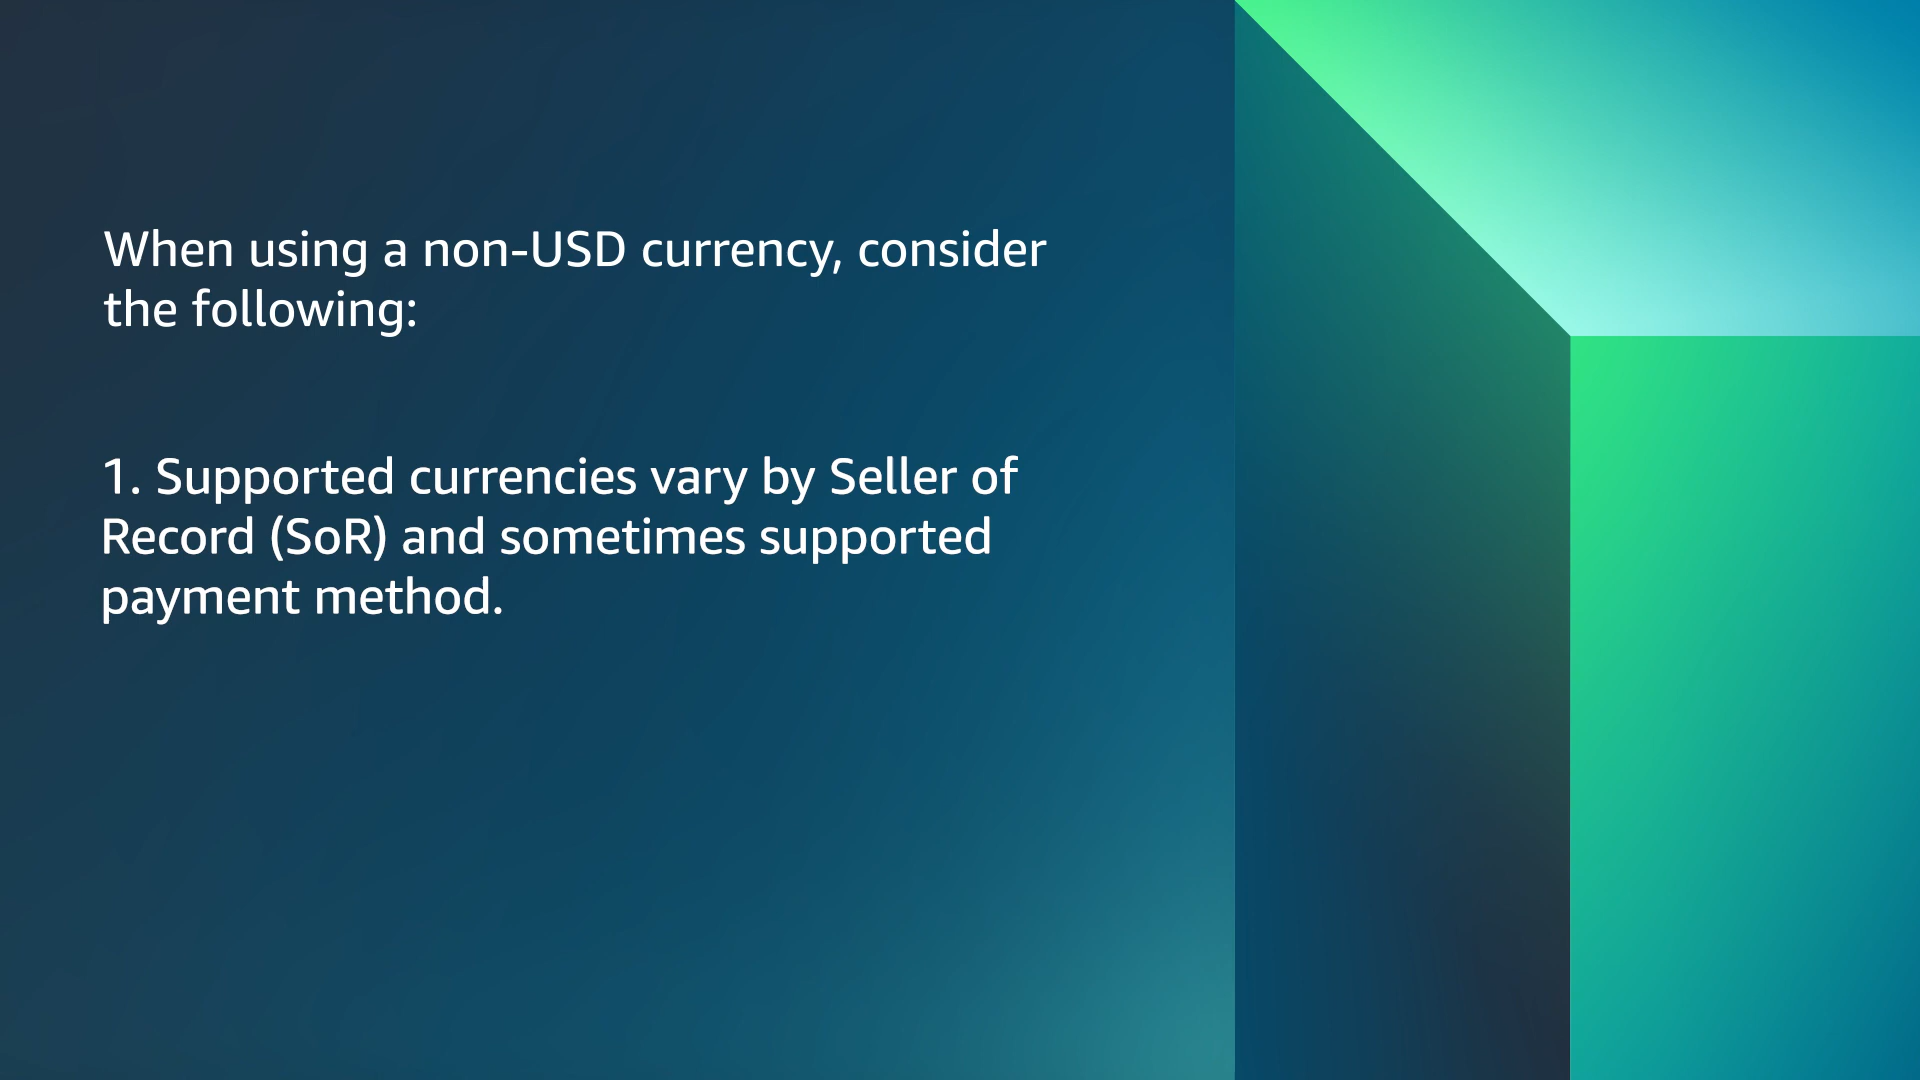 When using a non-USD currency, consider
the following:
1. Supported currencies vary by Seller of
Record (SoR) and sometimes supported
payment method.